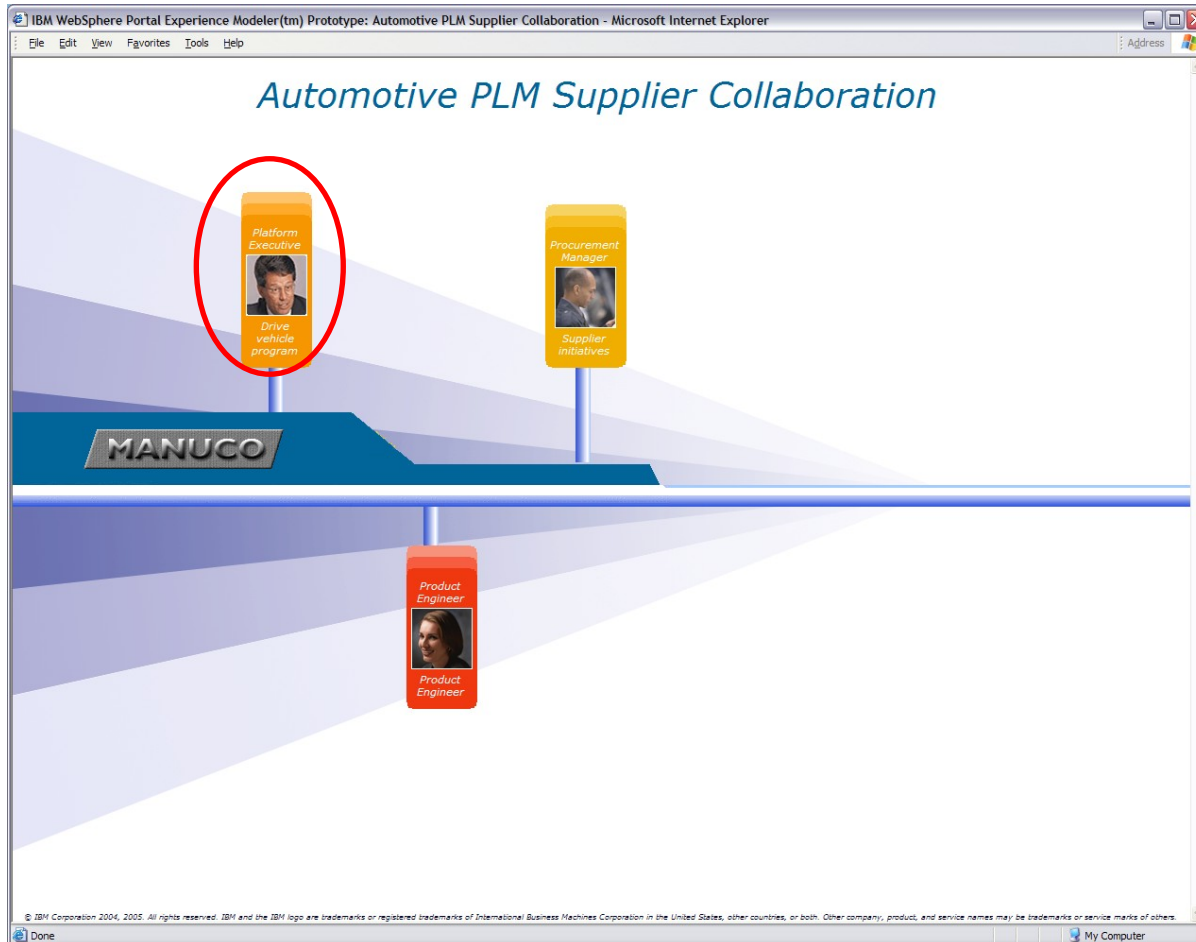 IBM WebSphere Portal Experience Modeler(tm) Prototype: Automotive PLM Supplier Collaboration - Microsoft Internet Explorer
File Edit View Favorites Tools Help Address
Automotive PLM Supplier Collaboration
Platform
Executive
Drive
vehicle
program
Procurement
Manager
Supplier
initiatives
MANUCO
Product
Engineer
Product
Engineer
© IBM Corporation 2004, 2005. All rights reserved. IBM and the IBM logo are trademarks or registered trademarks of International Business Machines Corporation in the United States, other countries, or both. Other company, product, and service names may be trademarks or service marks of others.
Done My Computer